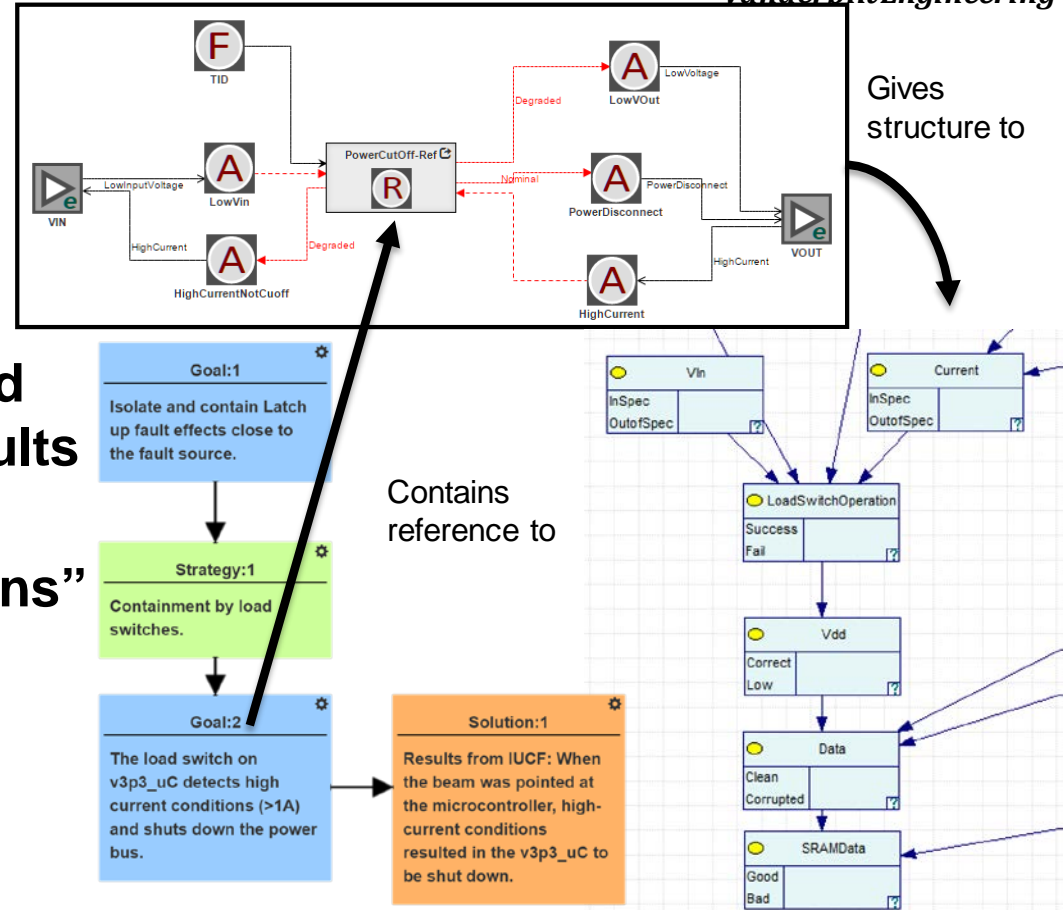 F
TID
A
LowVOut
LowVoltage
Degraded
Gives
structure to
PowerCutOff-Ref
R
VIN
e
LowInputVoltage
A
LowVin
Nominal
A
PowerDisconnect
PowerDisconnect
VOUT
e
HighCurrent
A
HighCurrentNotCuoff
Degraded
A
HighCurrent
HighCurrent
d
ults
ns”
Goal:1
Isolate and contain Latch
up fault effects close to
the fault source.
Strategy:1
Containment by load
switches.
Goal:2
The load switch on
v3p3_uC detects high
current conditions (>1A)
and shuts down the power
bus.
Solution:1
Results from IUCF: When
the beam was pointed at
the microcontroller, high-
current conditions
resulted in the v3p3_uC to
be shut down.
Contains
reference to
VIn
InSpec
OutofSpec
?
Current
InSpec
OutofSpec
?
LoadSwitchOperation
Success
Fail
?
Vdd
Correct
Low
?
Data
Clean
Corrupted
?
SRAMData
Good
Bad
?